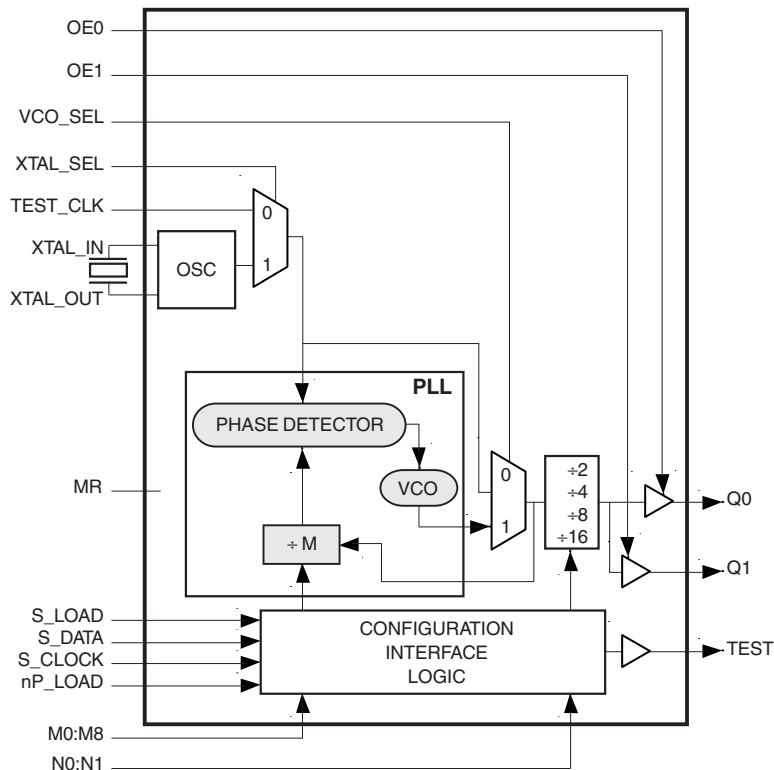 OE0
OE1
VCO_SEL
XTAL_SEL
TEST_CLK
0
XTAL_IN
OSC
1
XTAL_OUT
PLL
PHASE DETECTOR
VCO
0
1
÷2
÷4
÷8
÷16
MR
÷ M
Q0
Q1
S_LOAD
S_DATA
S_CLOCK
nP_LOAD
CONFIGURATION
INTERFACE
LOGIC
TEST
M0:M8
N0:N1